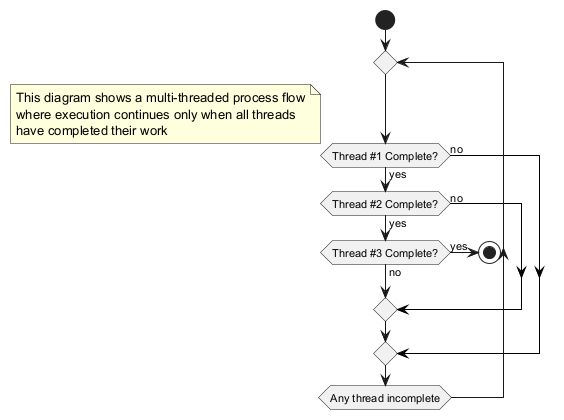 This diagram shows a multi-threaded process flow
where execution continues only when all threads
have completed their work
Thread #1 Complete?
no
yes
Thread #2 Complete?
no
yes
Thread #3 Complete?
yes
no
Any thread incomplete